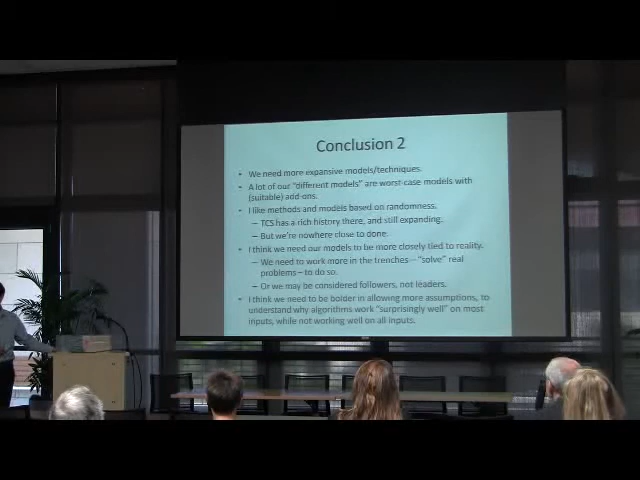 Conclusion 2
• We need more expansive models/techniques.
• A lot of our "different models" are worst-case models with
(suitable) add-ons.
• I like methods and models based on randomness.
– TCS has a rich history there, and still expanding.
– But we're nowhere close to done.
• I think we need our models to be more closely tied to reality.
– We need to work more in the trenches – "solve" real
problems – to do so.
– Or we may be considered followers, not leaders.
• I think we need to be bolder in allowing more assumptions, to
understand why algorithms work "surprisingly well" on most
inputs, while not working well on all inputs.